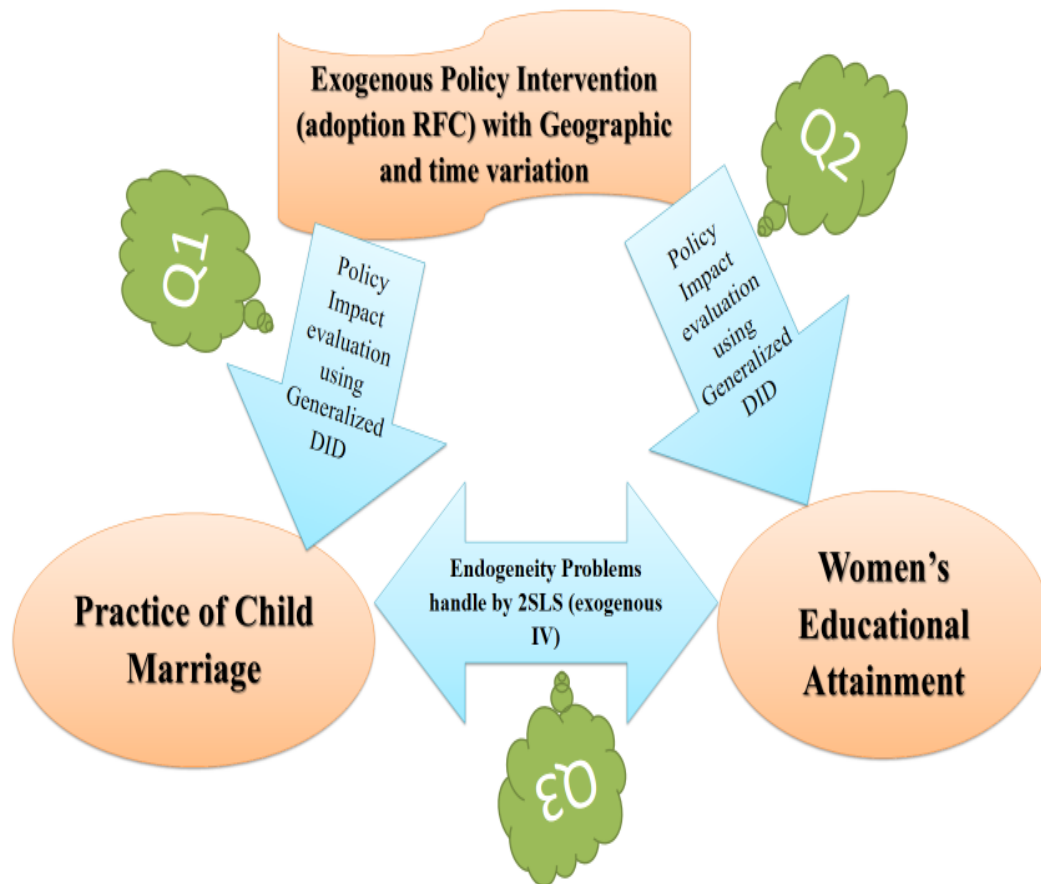 Exogenous Policy Intervention
(adoption RFC) with Geographic
and time variation
Q1
Q2
Policy
Impact
evaluation
using
Generalized
DID
Policy
Impact
evaluation
using
Generalized
DID
Practice of Child
Marriage
Endogeneity Problems
handle by 2SLS (exogenous
IV)
Women’s
Educational
Attainment
Q3